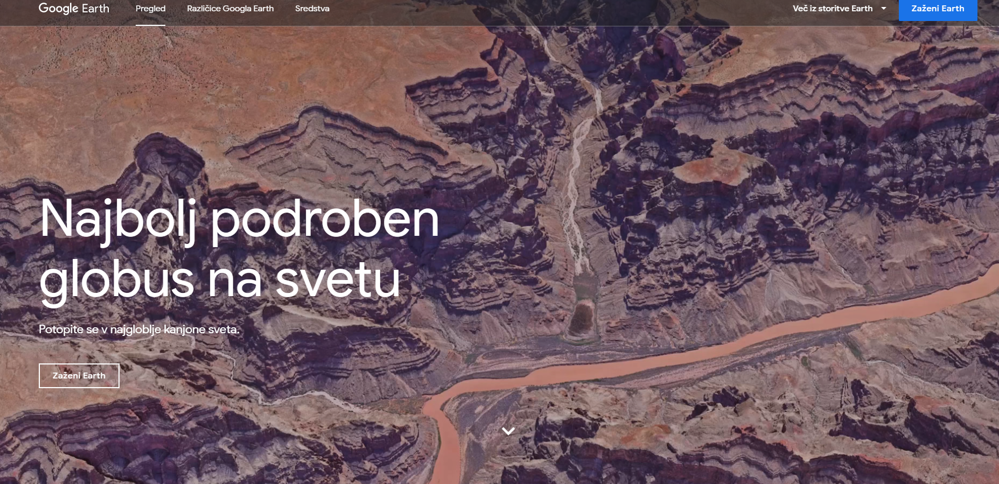 Google Earth
Pregled
Različice Googla Earth
Sredstva
Več iz storitve Earth
Zaženi Earth
Najbolj podroben
globus na svetu
Potopite se v najgloblje kanjone sveta.
Zaženi Earth